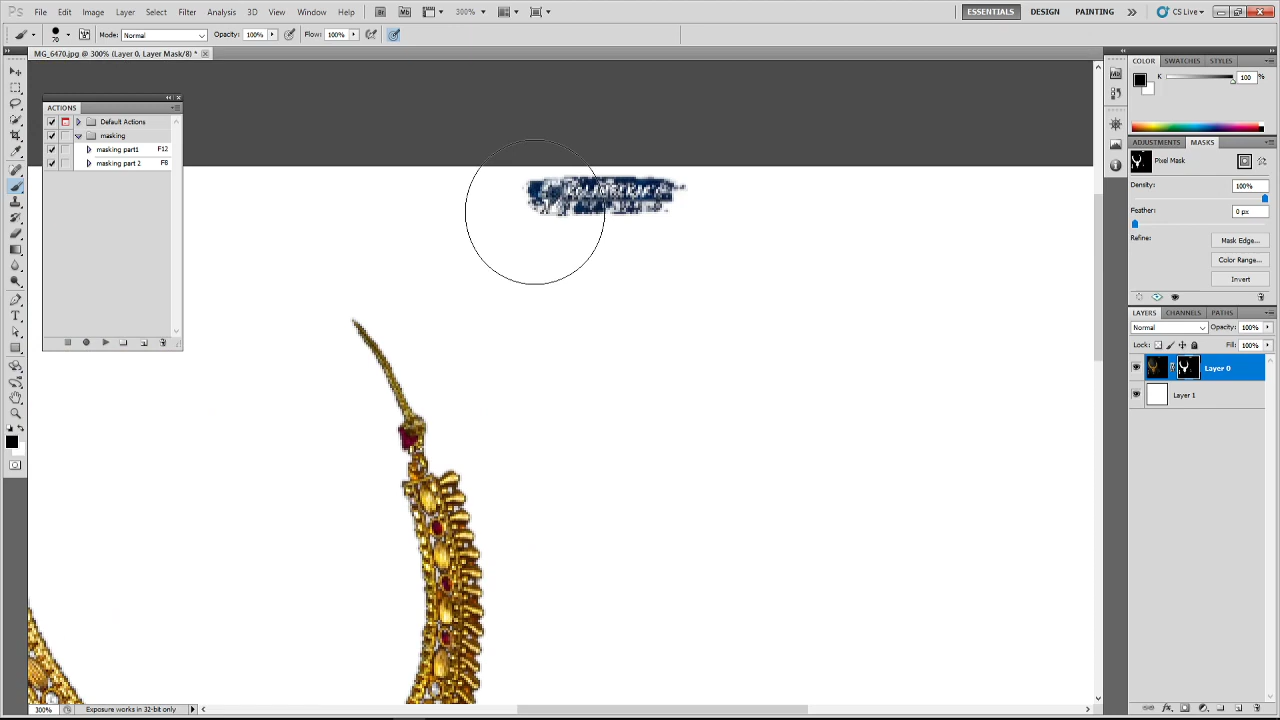 Ps File Edit Image Layer Select Filter Analysis 3D View Window Help Br Mb 300% ESSENTIALS DESIGN PAINTING CS Live
70 Mode: Normal Opacity: 100% Flow: 100%
MG_6470.jpg @ 300% (Layer 0, Layer Mask/8) *
ACTIONS
Default Actions
masking
masking part1 F12
masking part 2 F8
COLOR SWATCHES STYLES
K 100 %
ADJUSTMENTS MASKS
Pixel Mask
Density: 100%
Feather: 0 px
Refine: Mask Edge...
Color Range...
Invert
LAYERS CHANNELS PATHS
Normal Opacity: 100%
Lock: Fill: 100%
Layer 0
Layer 1
300% Exposure works in 32-bit only